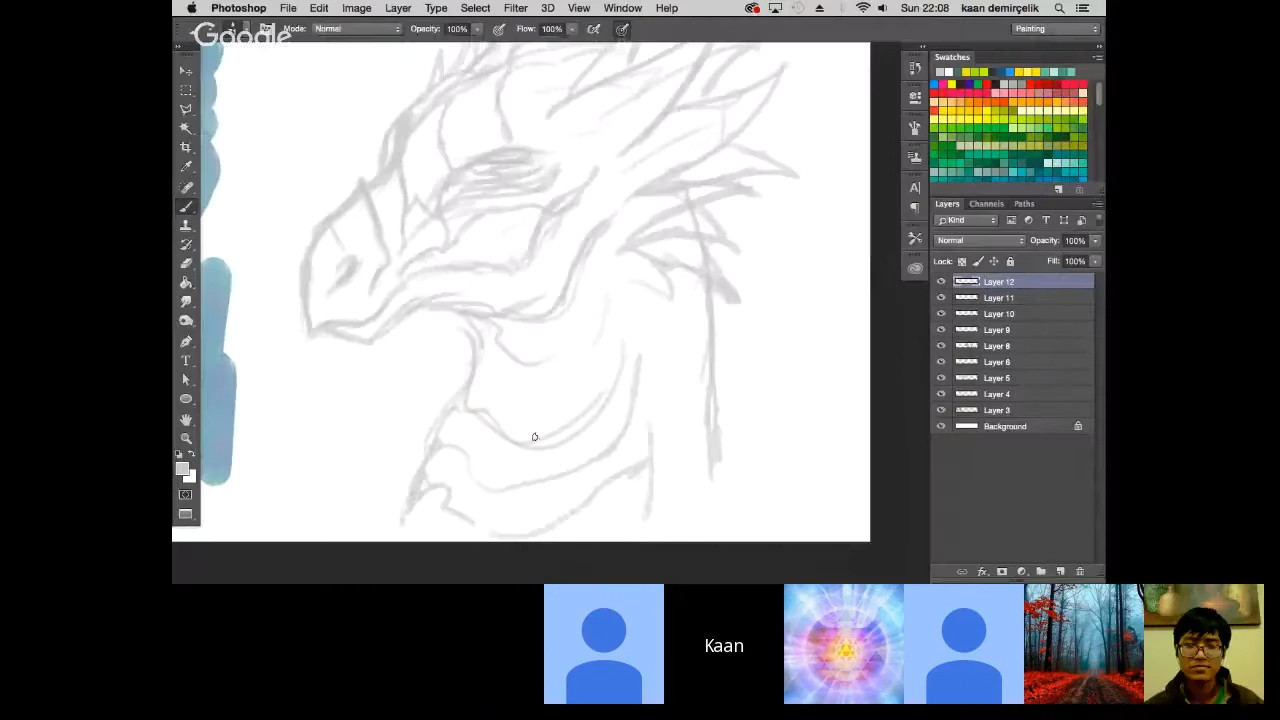 Photoshop File Edit Image Layer Type Select Filter 3D View Window Help Sun 22:08 kaan demirçelik
Google
Mode: Normal Opacity: 100% Flow: 100% Painting
Swatches
Layers Channels Paths
Kind
Normal Opacity: 100%
Lock: Fill: 100%
Layer 12
Layer 11
Layer 10
Layer 9
Layer 8
Layer 6
Layer 5
Layer 4
Layer 3
Background
Kaan